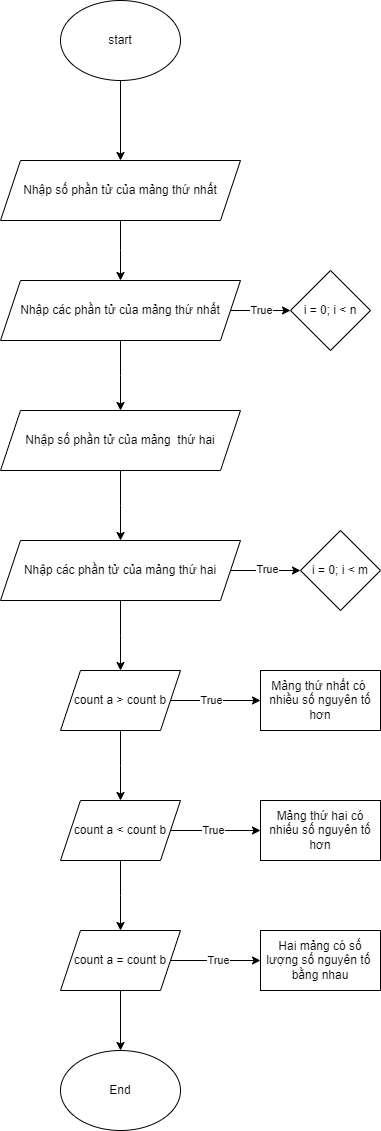 start
Nhập số phần tử của mảng thứ nhất
Nhập các phần tử của mảng thứ nhất
True
i = 0; i < n
Nhập số phần tử của mảng  thứ hai
Nhập các phần tử của mảng thứ hai
True
i = 0; i < m
count a > count b
True
Mảng thứ nhất có
nhiều số nguyên tố
hơn
count a < count b
True
Mảng thứ hai có
nhiếu số nguyên tố
hơn
count a = count b
True
Hai mảng có số
lượng số nguyên tố
bằng nhau
End